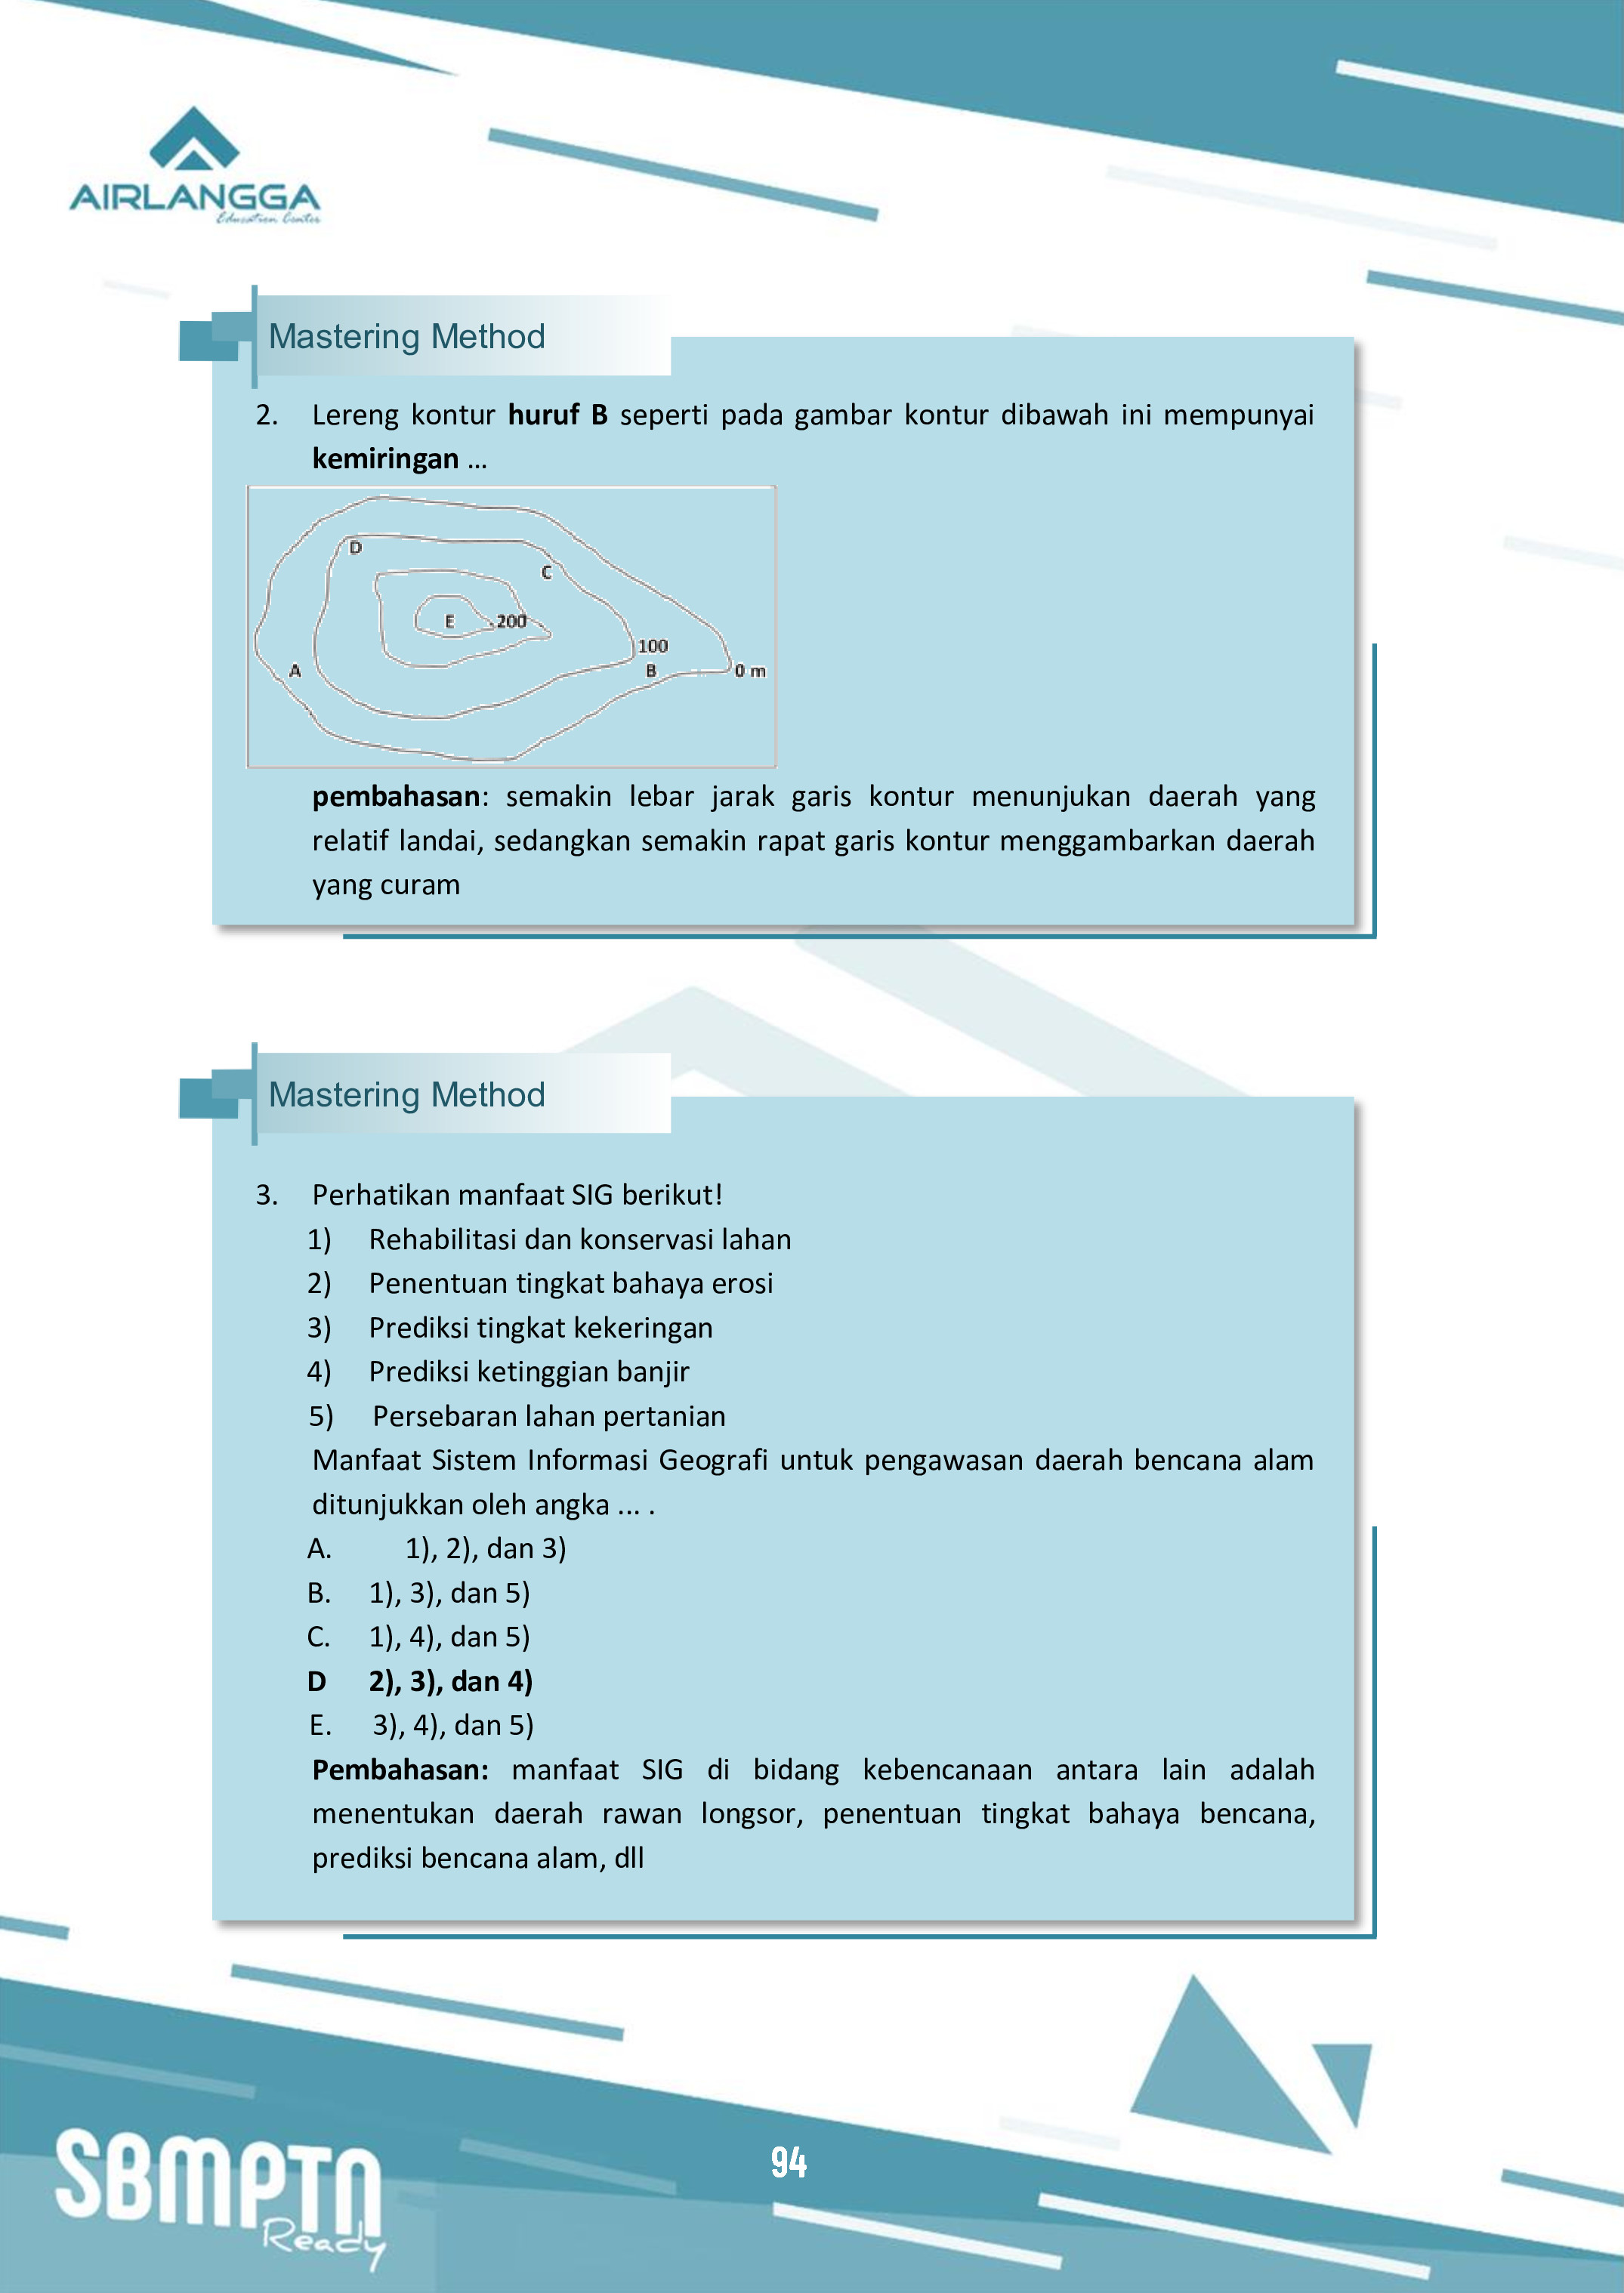 AIRLANGGA
Education Center
Mastering Method
2. Lereng kontur huruf B seperti pada gambar kontur dibawah ini mempunyai
kemiringan ...
D
C
E
200
100
A
B
0 m
pembahasan: semakin lebar jarak garis kontur menunjukan daerah yang
relatif landai, sedangkan semakin rapat garis kontur menggambarkan daerah
yang curam
Mastering Method
3. Perhatikan manfaat SIG berikut!
1) Rehabilitasi dan konservasi lahan
2) Penentuan tingkat bahaya erosi
3) Prediksi tingkat kekeringan
4) Prediksi ketinggian banjir
5) Persebaran lahan pertanian
Manfaat Sistem Informasi Geografi untuk pengawasan daerah bencana alam
ditunjukkan oleh angka ... .
A. 1), 2), dan 3)
B. 1), 3), dan 5)
C. 1), 4), dan 5)
D 2), 3), dan 4)
E. 3), 4), dan 5)
Pembahasan: manfaat SIG di bidang kebencanaan antara lain adalah
menentukan daerah rawan longsor, penentuan tingkat bahaya bencana,
prediksi bencana alam, dll
SBMPTN
Ready
94